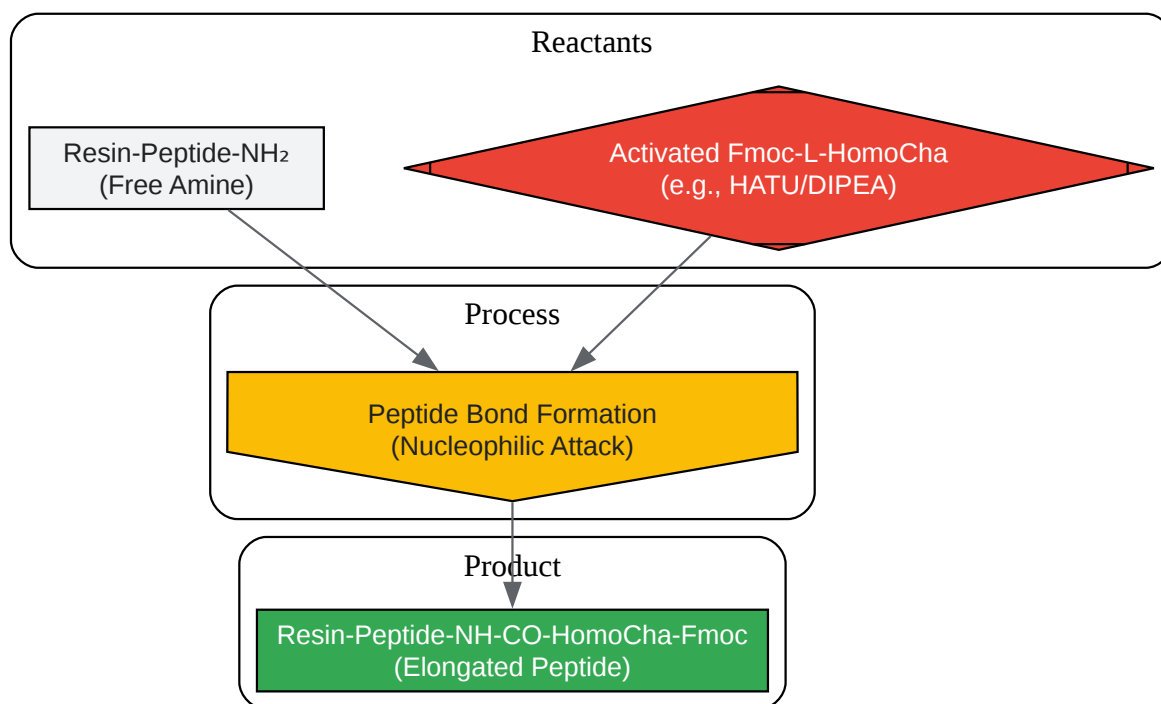 Reactants
Resin-Peptide-NH₂
(Free Amine)
Activated Fmoc-L-HomoCha
(e.g., HATU/DIPEA)
Process
Peptide Bond Formation
(Nucleophilic Attack)
Product
Resin-Peptide-NH-CO-HomoCha-Fmoc
(Elongated Peptide)